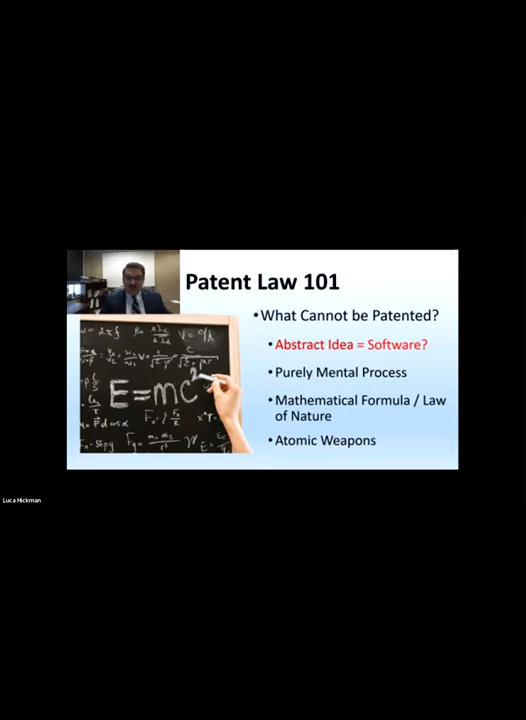 Patent Law 101
•What Cannot be Patented?
•Abstract Idea = Software?
•Purely Mental Process
•Mathematical Formula / Law
of Nature
•Atomic Weapons
E=mc²
Luca Hickman